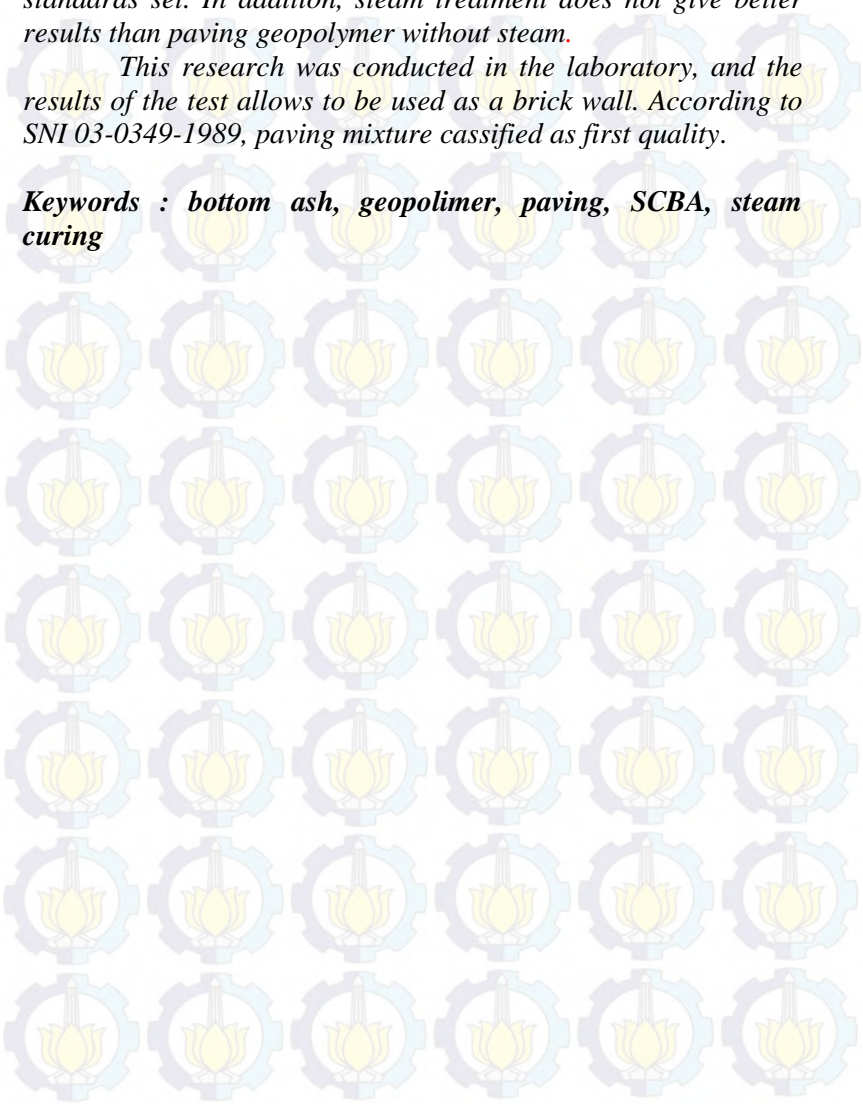 standards set. In addition, steam treatment does not give better
results than paving geopolymer without steam.
This research was conducted in the laboratory, and the
results of the test allows to be used as a brick wall. According to
SNI 03-0349-1989, paving mixture cassified as first quality.
Keywords : bottom ash, geopolimer, paving, SCBA, steam
curing